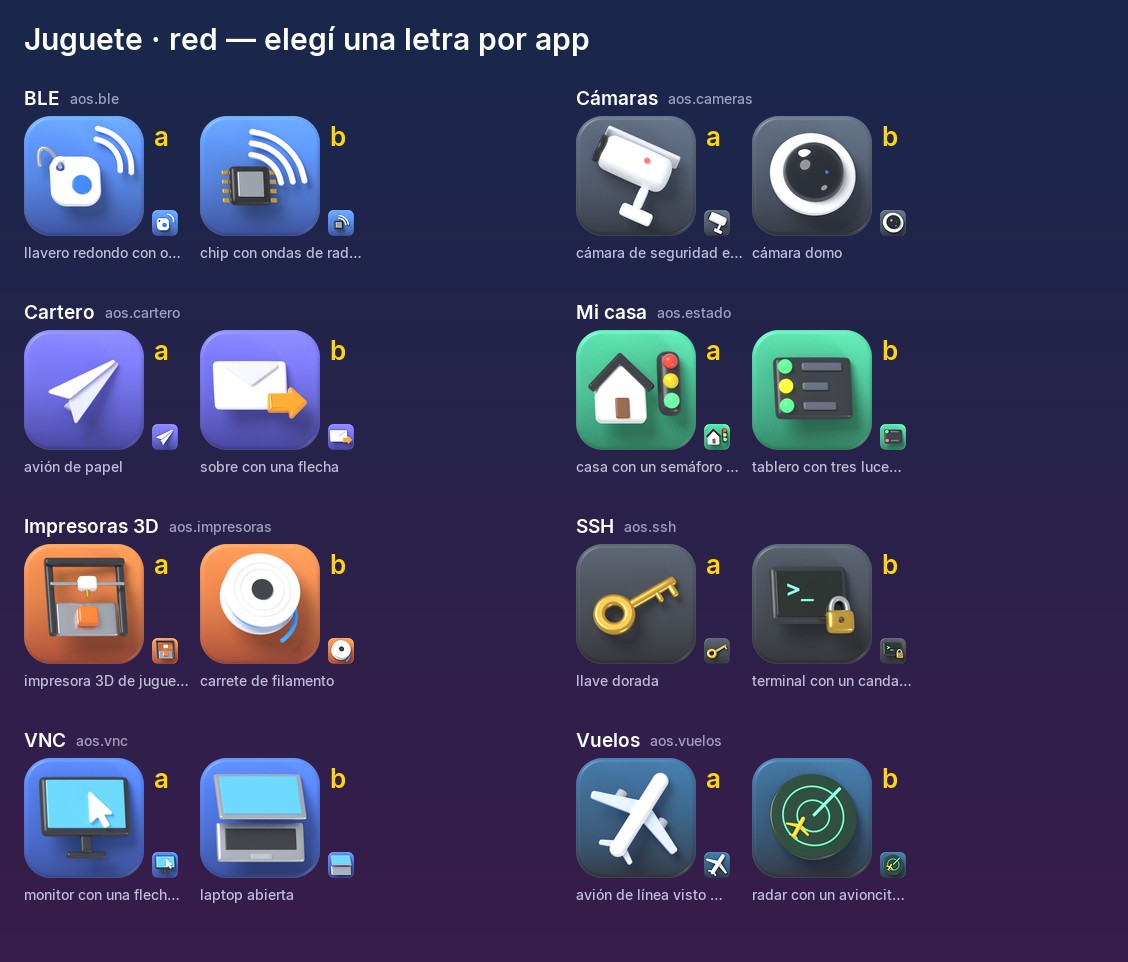 Juguete · red — elegí una letra por app
BLE aos.ble
a
b
llavero redondo con o...
chip con ondas de rad...
Cámaras aos.cameras
a
b
cámara de seguridad e...
cámara domo
Cartero aos.cartero
a
b
avión de papel
sobre con una flecha
Mi casa aos.estado
a
b
casa con un semáforo ...
tablero con tres luce...
Impresoras 3D aos.impresoras
a
b
impresora 3D de jugue...
carrete de filamento
SSH aos.ssh
a
>_
b
llave dorada
terminal con un canda...
VNC aos.vnc
a
b
monitor con una flech...
laptop abierta
Vuelos aos.vuelos
a
b
avión de línea visto ...
radar con un avioncit...